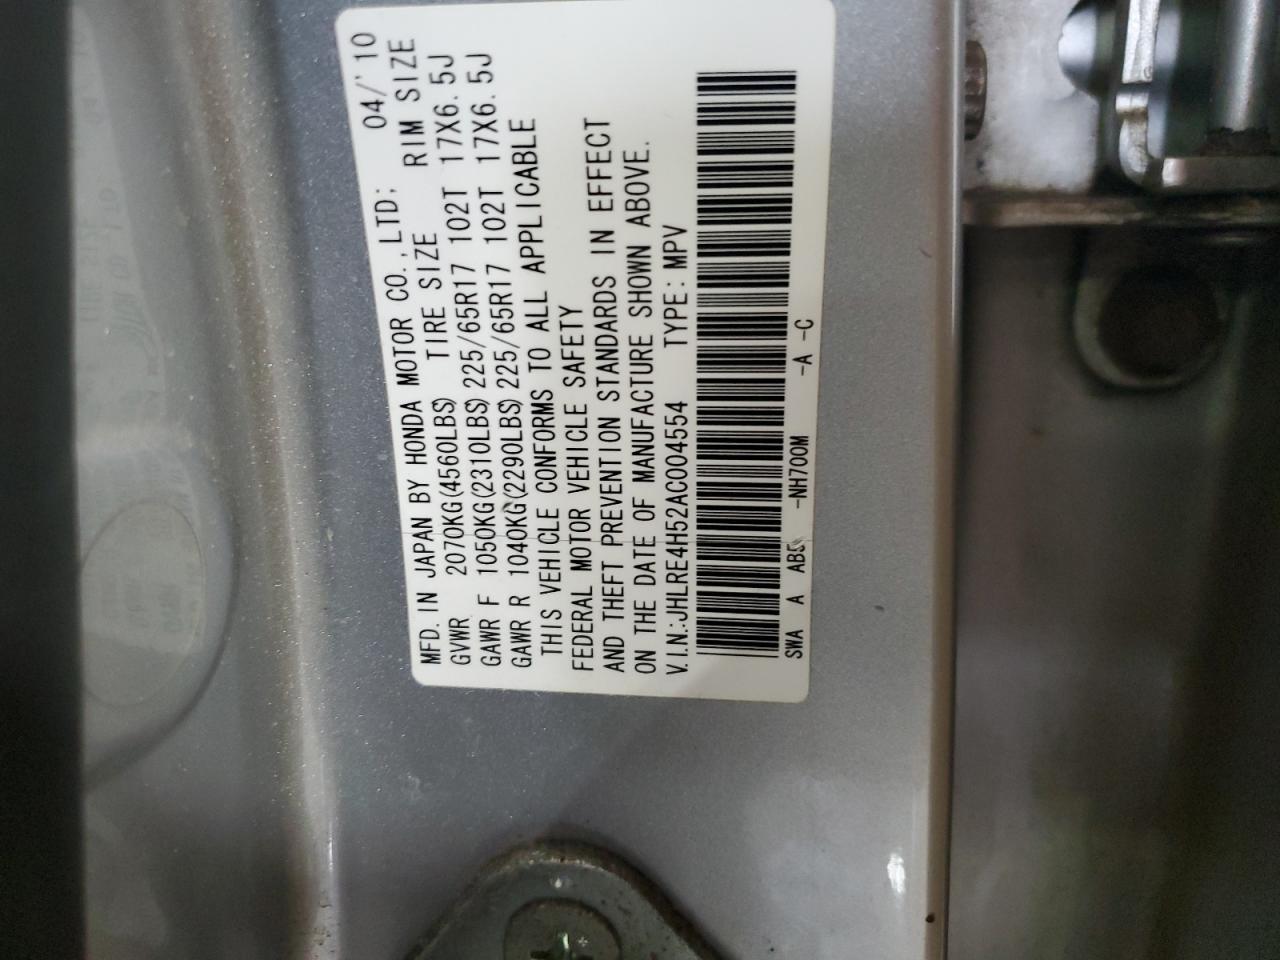 MFD. IN JAPAN BY HONDA MOTOR CO., LTD; 04/'10
GVWR 2070KG(4560LBS) TIRE SIZE RIM SIZE
GAWR F 1050KG(2310LBS) 225/65R17 102T 17X6.5J
GAWR R 1040KG(2290LBS) 225/65R17 102T 17X6.5J
THIS VEHICLE CONFORMS TO ALL APPLICABLE
FEDERAL MOTOR VEHICLE SAFETY
AND THEFT PREVENTION STANDARDS IN EFFECT
ON THE DATE OF MANUFACTURE SHOWN ABOVE.
V.I.N.:JHLRE4H52AC004554 TYPE:MPV
SWA A -NH700M -A -C